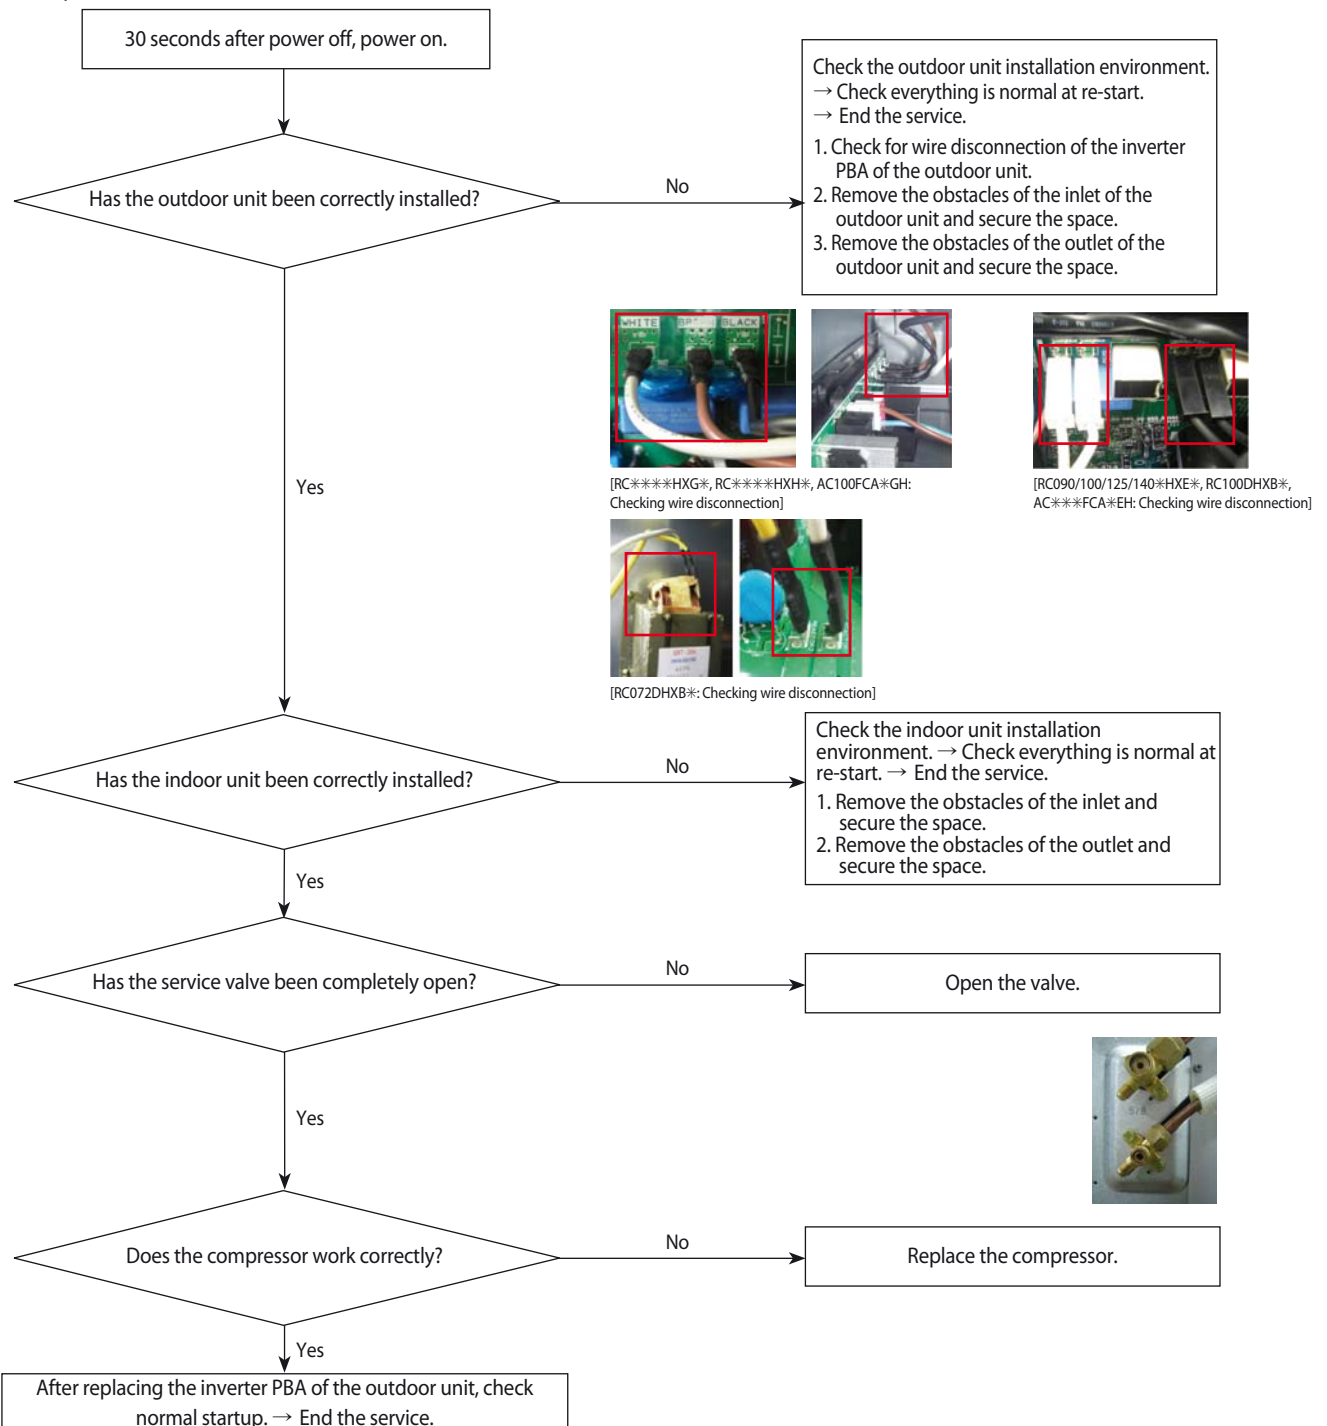 30 seconds after power off, power on.
Has the outdoor unit been correctly installed?
No
Check the outdoor unit installation environment.
→ Check everything is normal at re-start.
→ End the service.
1. Check for wire disconnection of the inverter
PBA of the outdoor unit.
2. Remove the obstacles of the inlet of the
outdoor unit and secure the space.
3. Remove the obstacles of the outlet of the
outdoor unit and secure the space.
WHITE
BLACK
[RC✳✳✳✳HXG✳, RC✳✳✳✳HXH✳, AC100FCA✳GH:
Checking wire disconnection]
[RC090/100/125/140✳HXE✳, RC100DHXB✳,
AC✳✳✳FCA✳EH: Checking wire disconnection]
Yes
[RC072DHXB✳: Checking wire disconnection]
Has the indoor unit been correctly installed?
No
Check the indoor unit installation
environment. → Check everything is normal at
re-start. → End the service.
1. Remove the obstacles of the inlet and
secure the space.
2. Remove the obstacles of the outlet and
secure the space.
Yes
Has the service valve been completely open?
No
Open the valve.
Yes
Does the compressor work correctly?
No
Replace the compressor.
Yes
After replacing the inverter PBA of the outdoor unit, check
normal startup. → End the service.